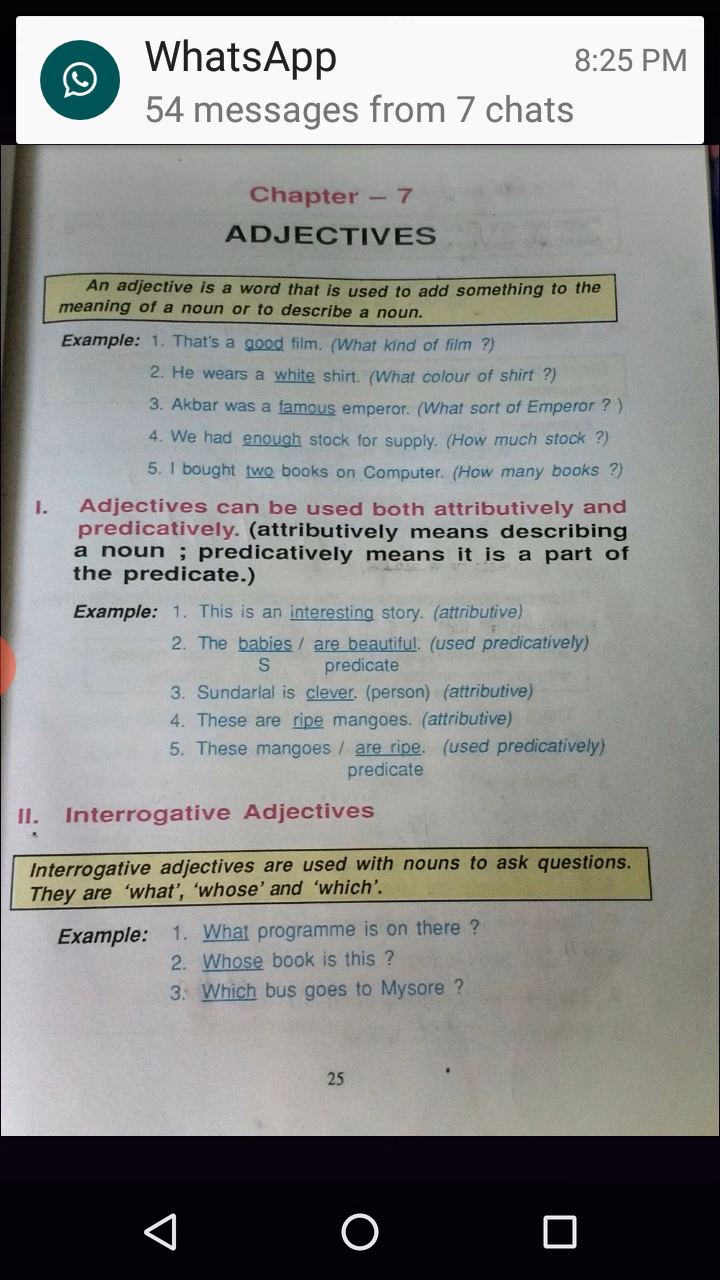 WhatsApp 8:25 PM
54 messages from 7 chats
Chapter – 7
ADJECTIVES
An adjective is a word that is used to add something to the
meaning of a noun or to describe a noun.
Example: 1. That's a good film. (What kind of film ?)
2. He wears a white shirt. (What colour of shirt ?)
3. Akbar was a famous emperor. (What sort of Emperor ? )
4. We had enough stock for supply. (How much stock ?)
5. I bought two books on Computer. (How many books ?)
I. Adjectives can be used both attributively and
predicatively. (attributively means describing
a noun ; predicatively means it is a part of
the predicate.)
Example: 1. This is an interesting story. (attributive)
2. The babies / are beautiful. (used predicatively)
S predicate
3. Sundarlal is clever. (person) (attributive)
4. These are ripe mangoes. (attributive)
5. These mangoes / are ripe. (used predicatively)
predicate
II. Interrogative Adjectives
Interrogative adjectives are used with nouns to ask questions.
They are 'what', 'whose' and 'which'.
Example: 1. What programme is on there ?
2. Whose book is this ?
3. Which bus goes to Mysore ?
25